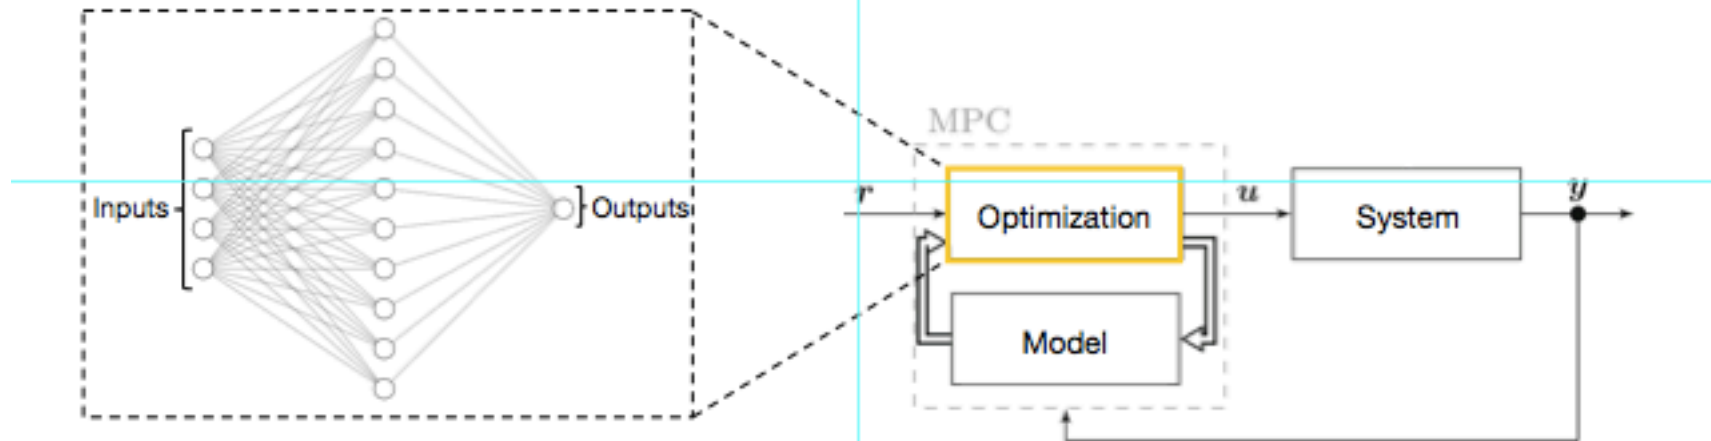 MPC
r
u
y
Inputs
Outputs
Optimization
System
Model